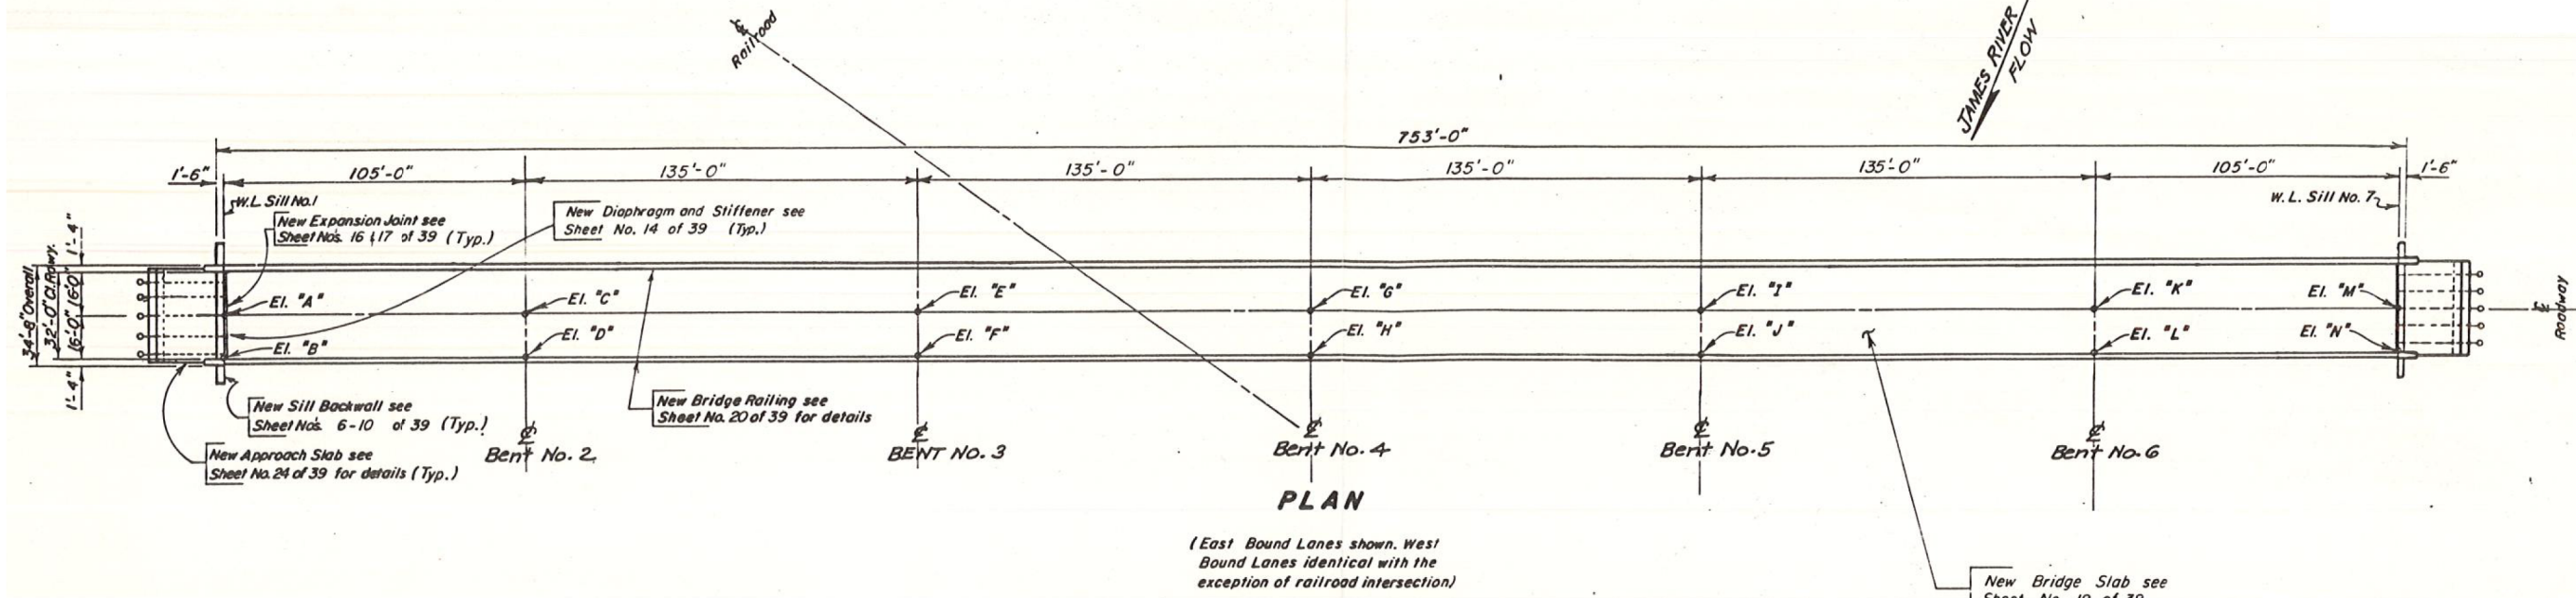 ℄
Railroad
JAMES RIVER
FLOW
753'-0"
1'-6"
105'-0"
135'-0"
135'-0"
135'-0"
135'-0"
105'-0"
1'-6"
W.L. Sill No.1
W.L. Sill No. 7
New Expansion Joint see
Sheet No's. 16 & 17 of 39 (Typ.)
New Diaphragm and Stiffener see
Sheet No. 14 of 39 (Typ.)
34'-8" Overall
32'-0" Cl. Rdwy.
1'-4"
16'-0"
16'-0"
1'-4"
El. "A"
El. "C"
El. "E"
El. "G"
El. "I"
El. "K"
El. "M"
El. "B"
El. "D"
El. "F"
El. "H"
El. "J"
El. "L"
El. "N"
℄
Roadway
New Sill Backwall see
Sheet No's. 6-10 of 39 (Typ.)
New Bridge Railing see
Sheet No. 20 of 39 for details
New Approach Slab see
Sheet No. 24 of 39 for details (Typ.)
℄
Bent No. 2
℄
BENT No. 3
℄
Bent No. 4
℄
Bent No. 5
℄
Bent No. 6
PLAN
(East Bound Lanes shown. West
Bound Lanes identical with the
exception of railroad intersection)
New Bridge Slab see